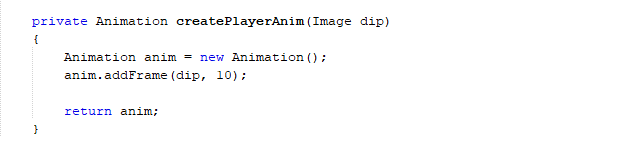 private Animation createPlayerAnim(Image dip)
{
    Animation anim = new Animation();
    anim.addFrame(dip, 10);

    return anim;
}